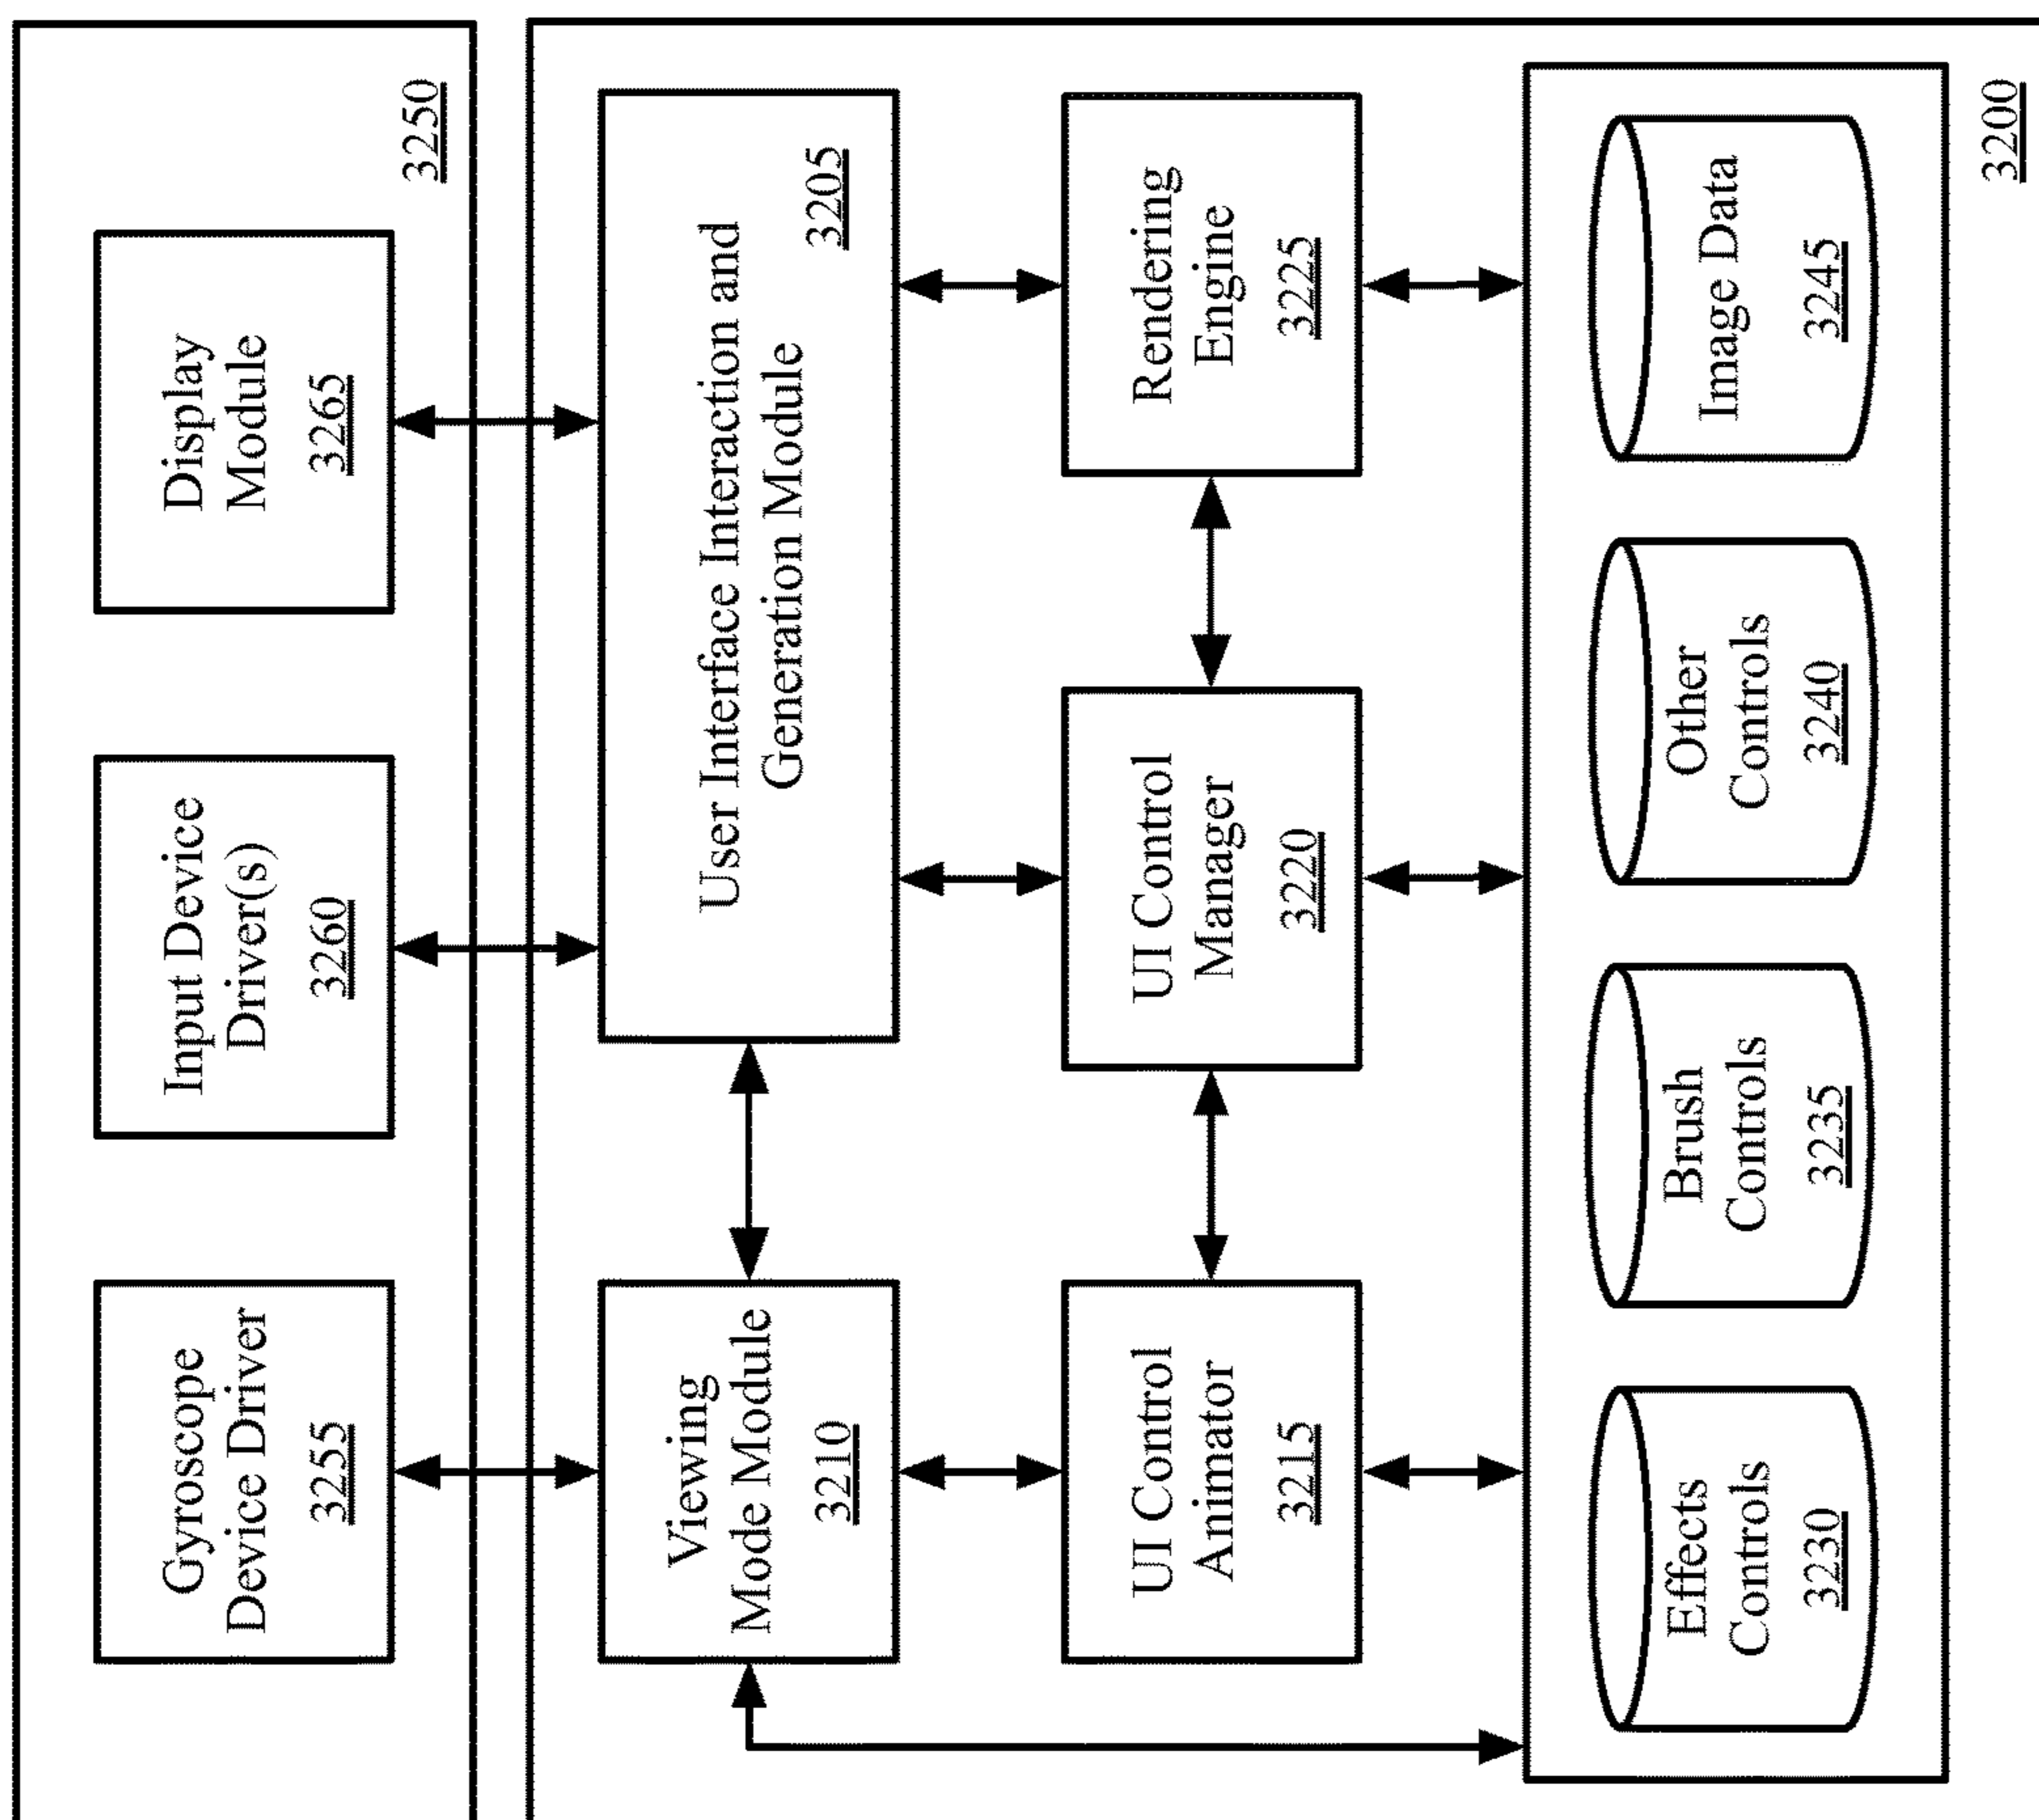 Gyroscope
Device Driver
3255
Input Device
Driver(s)
3260
Display
Module
3265
3250
Viewing
Mode Module
3210
User Interface Interaction and
Generation Module
3205
UI Control
Animator
3215
UI Control
Manager
3220
Rendering
Engine
3225
Effects
Controls
3230
Brush
Controls
3235
Other
Controls
3240
Image Data
3245
3200